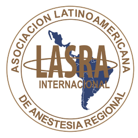 ASOCIACION LATINOAMERICANA
LASRA
INTERNACIONAL
DE ANESTESIA REGIONAL